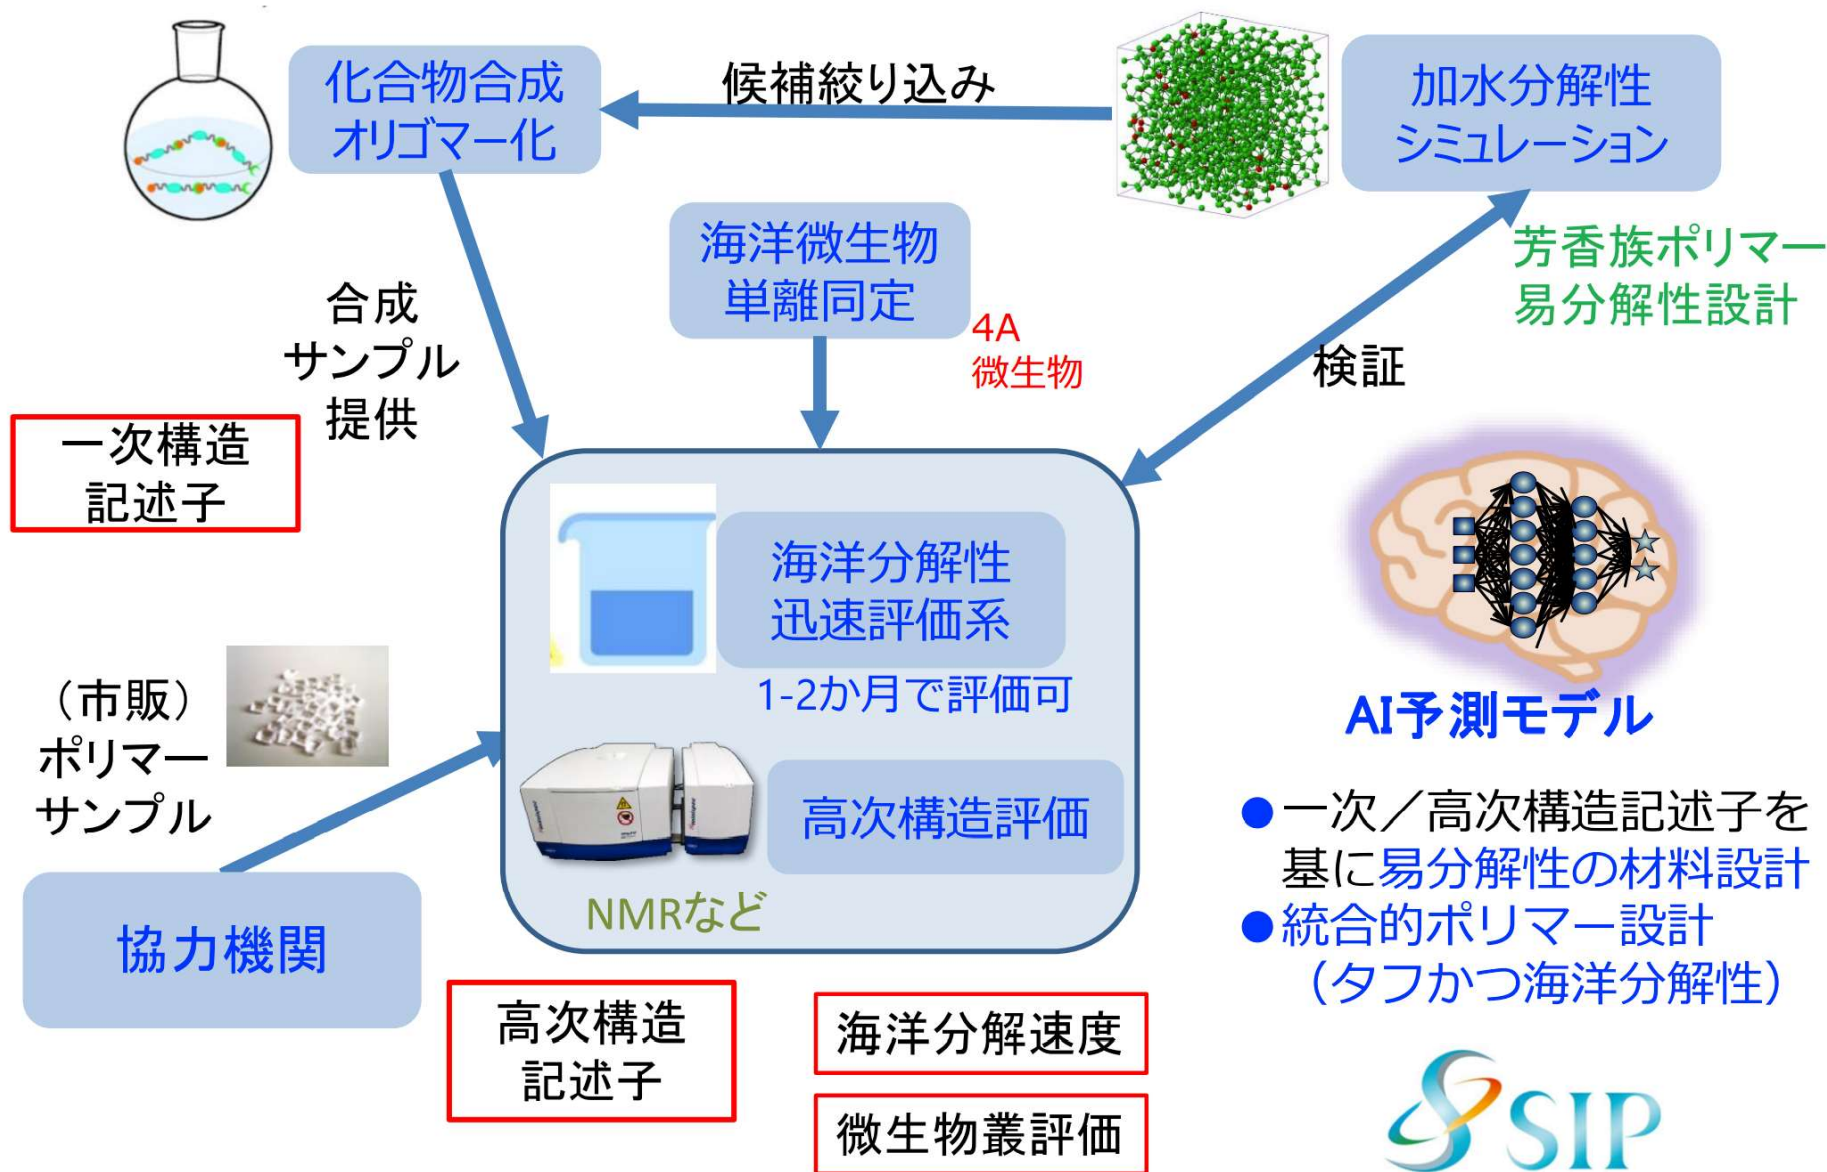 化合物合成
オリゴマー化
候補絞り込み
加水分解性
シミュレーション
海洋微生物
単離同定
4A
微生物
芳香族ポリマー
易分解性設計
合成
サンプル
提供
検証
一次構造
記述子
海洋分解性
迅速評価系
1-2か月で評価可
（市販）
ポリマー
サンプル
AI予測モデル
高次構造評価
NMRなど
●一次／高次構造記述子を
基に易分解性の材料設計
●統合的ポリマー設計
（タフかつ海洋分解性）
協力機関
高次構造
記述子
海洋分解速度
微生物叢評価
SIP